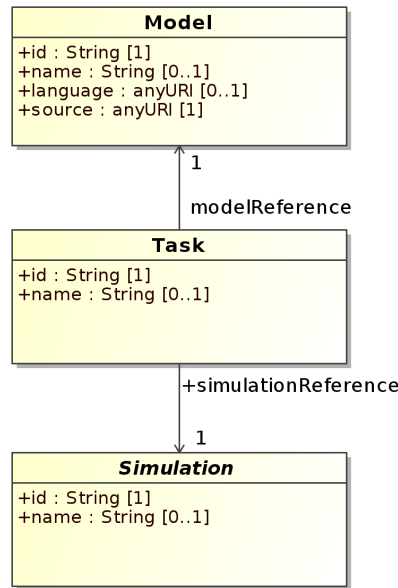 Model
+id : String [1]
+name : String [0..1]
+language : anyURI [0..1]
+source : anyURI [1]
1
modelReference
Task
+id : String [1]
+name : String [0..1]
+simulationReference
1
Simulation
+id : String [1]
+name : String [0..1]